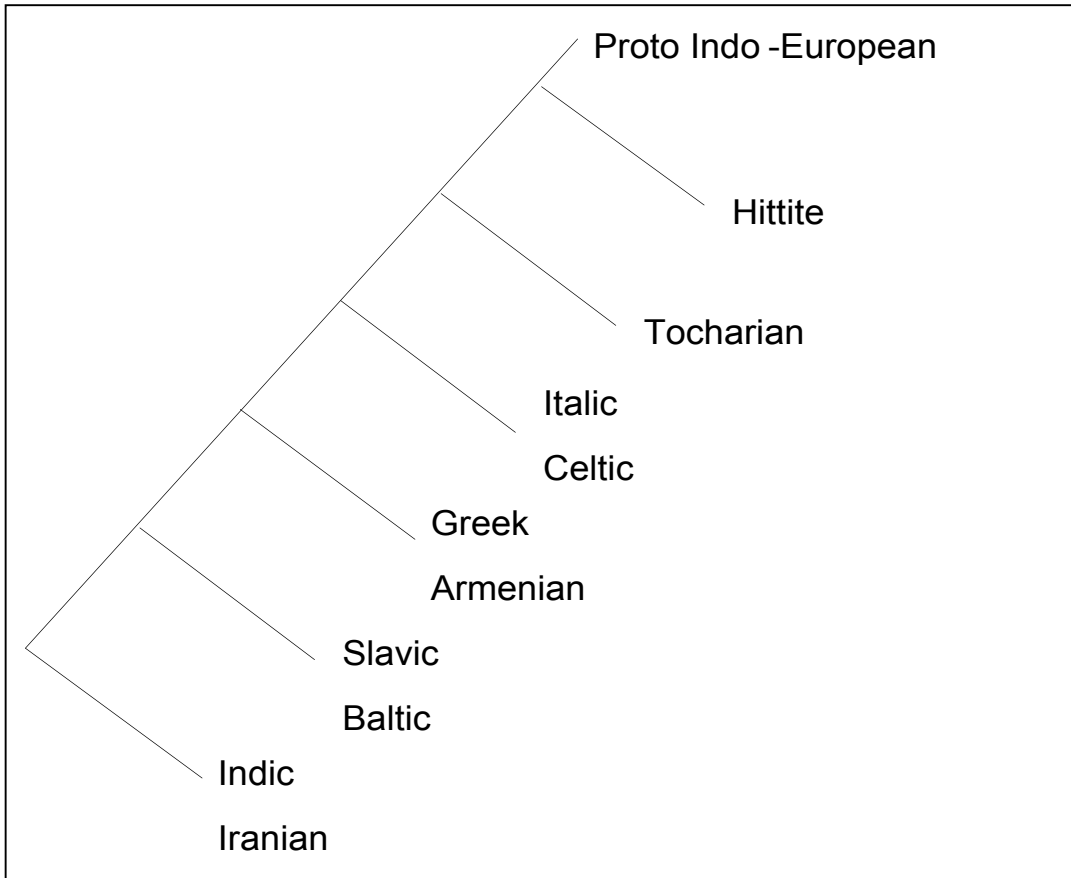 Proto Indo -European
Hittite
Tocharian
Italic
Celtic
Greek
Armenian
Slavic
Baltic
Indic
Iranian